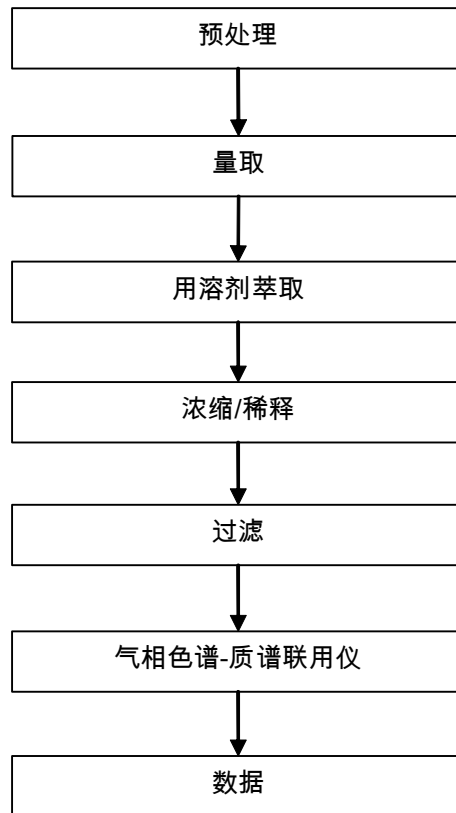 预处理
量取
用溶剂萃取
浓缩/稀释
过滤
气相色谱-质谱联用仪
数据